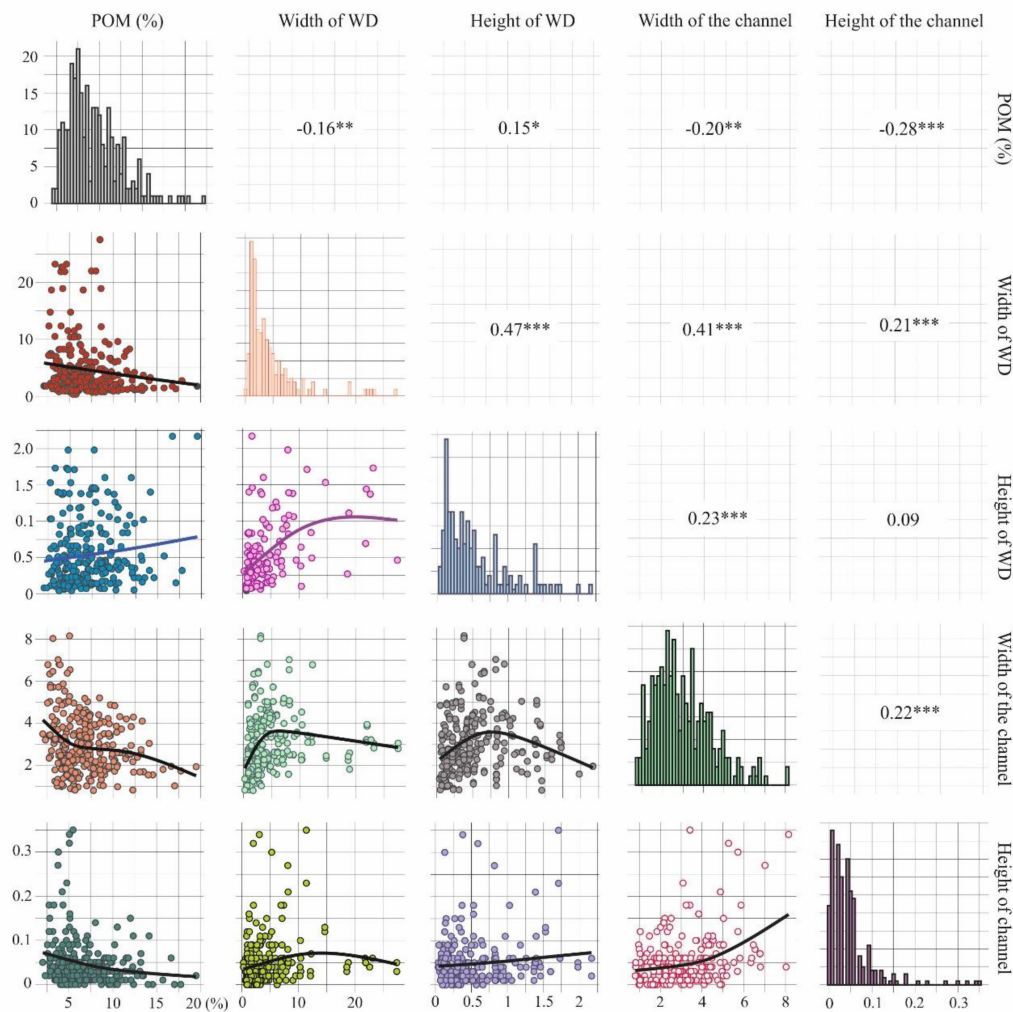 POM (%) Width of WD Height of WD Width of the channel Height of the channel
20
15
10
5
0
-0.16** 0.15* -0.20** -0.28***
POM (%)
20
10
0
0.47*** 0.41*** 0.21***
Width of WD
2.0
1.5
0.1
0.5
0
0.23*** 0.09
Height of WD
8
6
4
2
0.22***
Width of the channel
0.3
0.2
0.1
0
Height of channel
5 10 15 20 (%) 0 10 20 0 0.5 1.0 1.5 2. 2 4 6 8 0 0.1 0.2 0.3